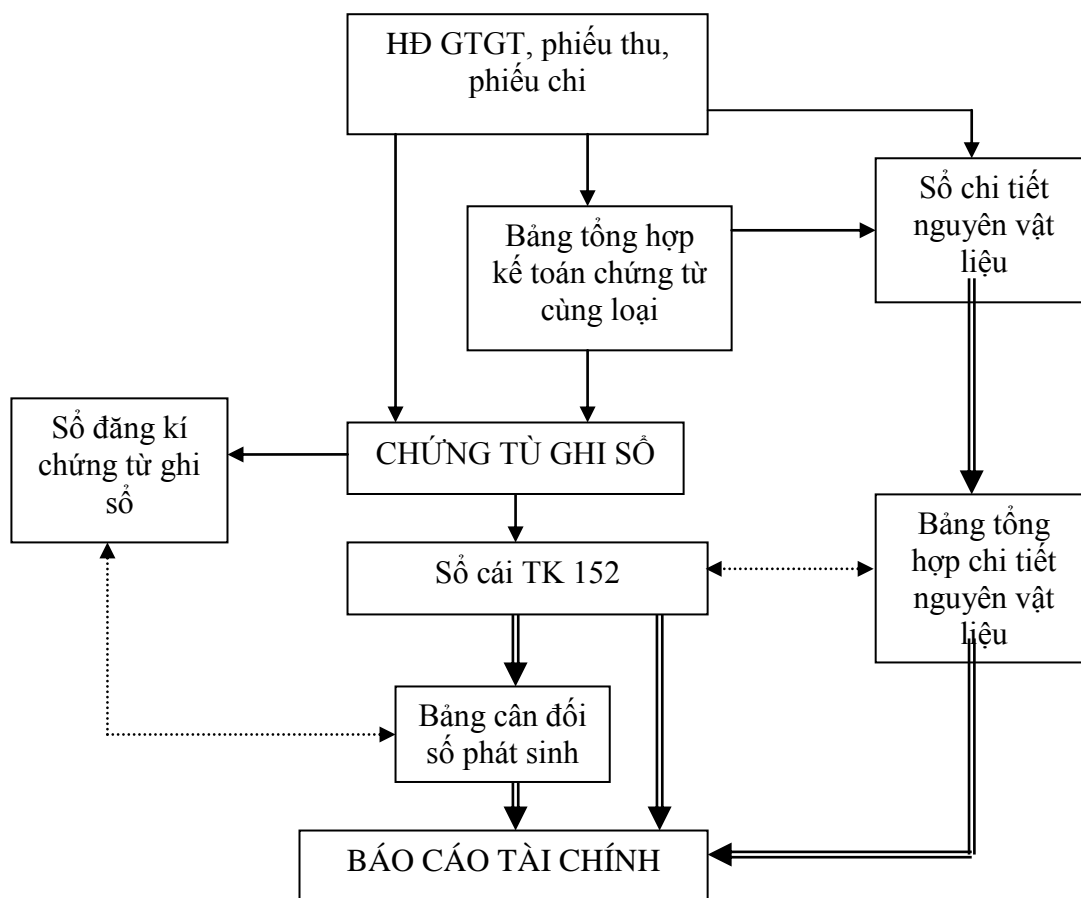 HĐ GTGT, phiếu thu,
phiếu chi
Sổ chi tiết
nguyên vật
liệu
Bảng tổng hợp
kế toán chứng từ
cùng loại
Sổ đăng kí
chứng từ ghi
sổ
CHỨNG TÙ GHI SỔ
Sổ cái TK 152
Bảng tổng
hợp chi tiết
nguyên vật
liệu
Bảng cân đối
số phát sinh
BÁO CÁO TÀI CHÍNH